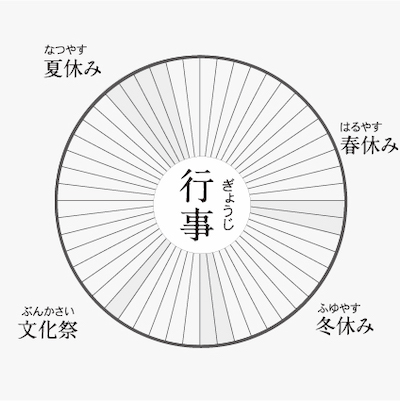 なつやす
夏休み
はるやす
春休み
行事
ぎょうじ
ぶんかさい
文化祭
ふゆやす
冬休み